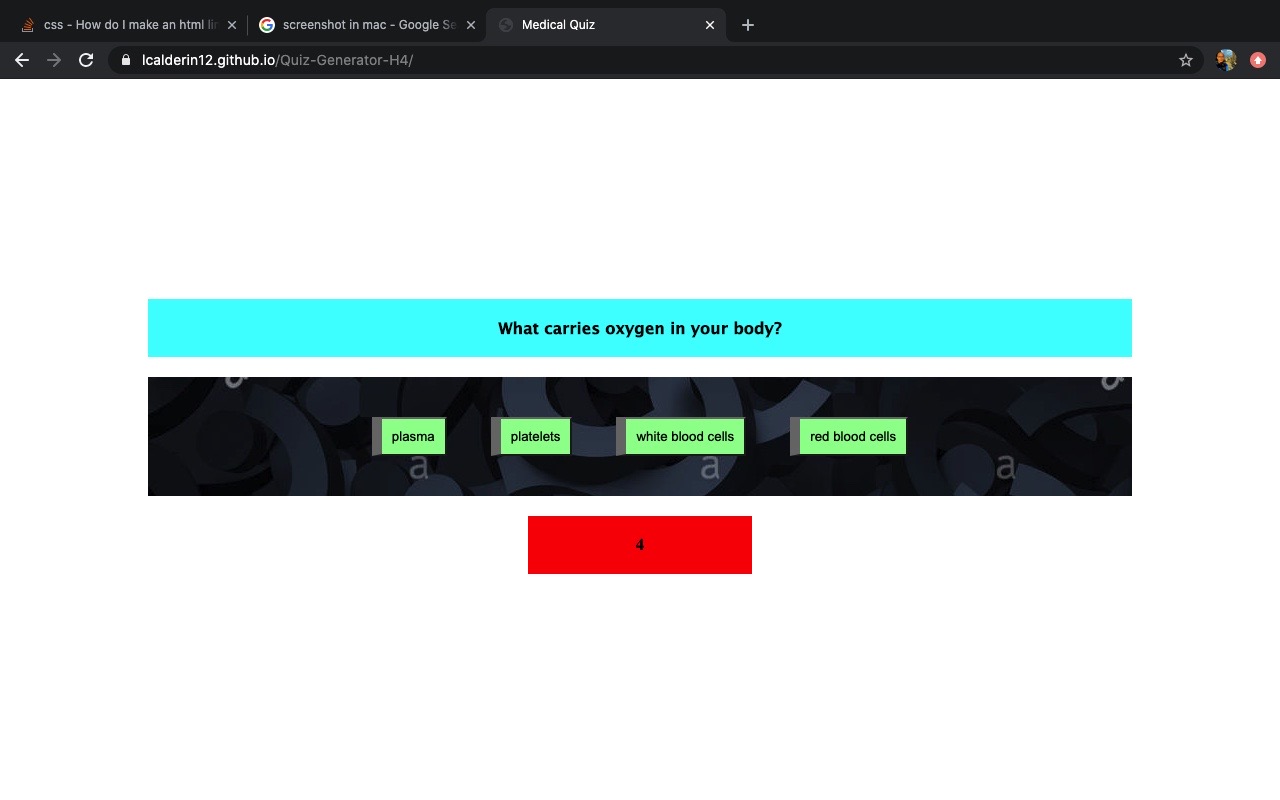 css - How do I make an html lin
screenshot in mac - Google Se
Medical Quiz
lcalderin12.github.io/Quiz-Generator-H4/
What carries oxygen in your body?
a a
plasma
platelets
white blood cells
red blood cells
a a a
4